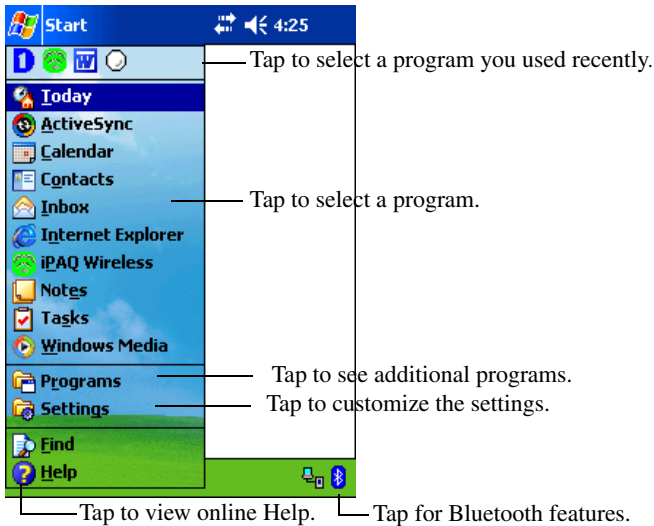 Start 4:25
1 W Tap to select a program you used recently.
Today
ActiveSync
Calendar
Contacts
Inbox Tap to select a program.
Internet Explorer
iPAQ Wireless
Notes
Tasks
Windows Media
Programs Tap to see additional programs.
Settings Tap to customize the settings.
Find
? Help
Tap to view online Help. Tap for Bluetooth features.